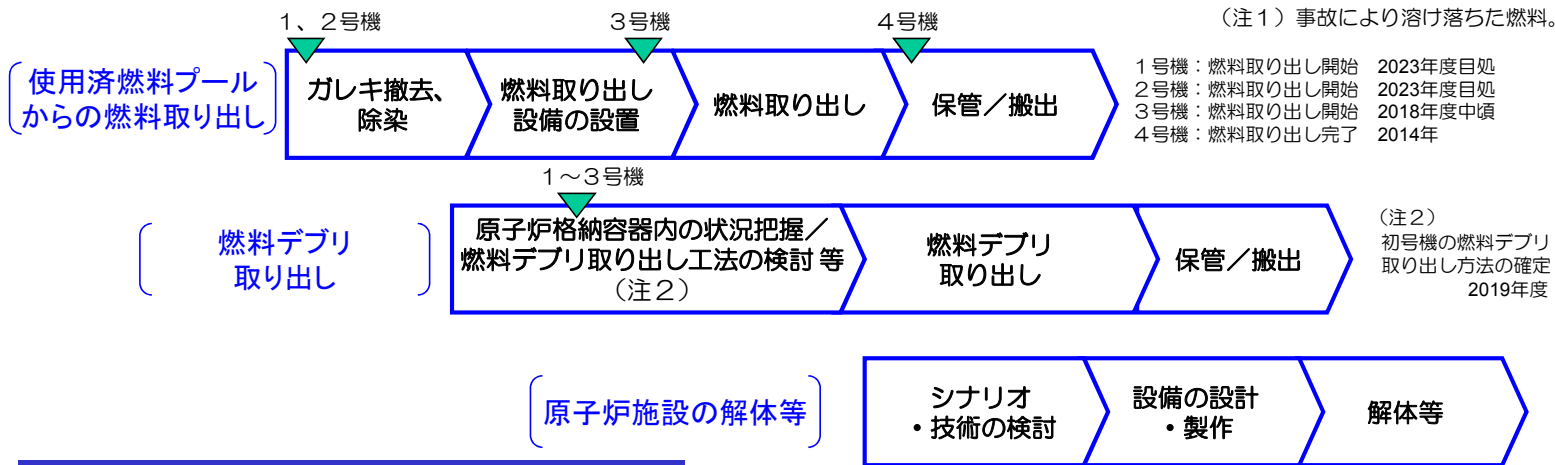 １、２号機
３号機
４号機
（注１）事故により溶け落ちた燃料。
使用済燃料プール
からの燃料取り出し
ガレキ撤去、
除染
燃料取り出し
設備の設置
燃料取り出し
保管／搬出
１号機：燃料取り出し開始　2023年度目処
２号機：燃料取り出し開始　2023年度目処
３号機：燃料取り出し開始　2018年度中頃
４号機：燃料取り出し完了　2014年
１～３号機
燃料デブリ
取り出し
原子炉格納容器内の状況把握／
燃料デブリ取り出し工法の検討 等
（注２）
燃料デブリ
取り出し
保管／搬出
（注２）
初号機の燃料デブリ
取り出し方法の確定
2019年度
原子炉施設の解体等
シナリオ
・技術の検討
設備の設計
・製作
解体等